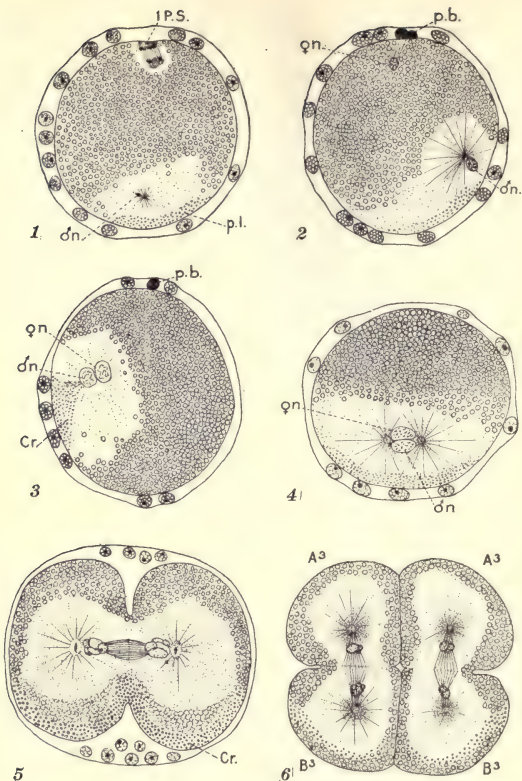 1 P.S.
♂n.
p.l.
1.
p.b.
♀n.
♂n.
2
p.b.
♀n.
♂n.
Cr.
3
♀n.
♂n
4
Cr.
5
A³ A³
B³ B³
6